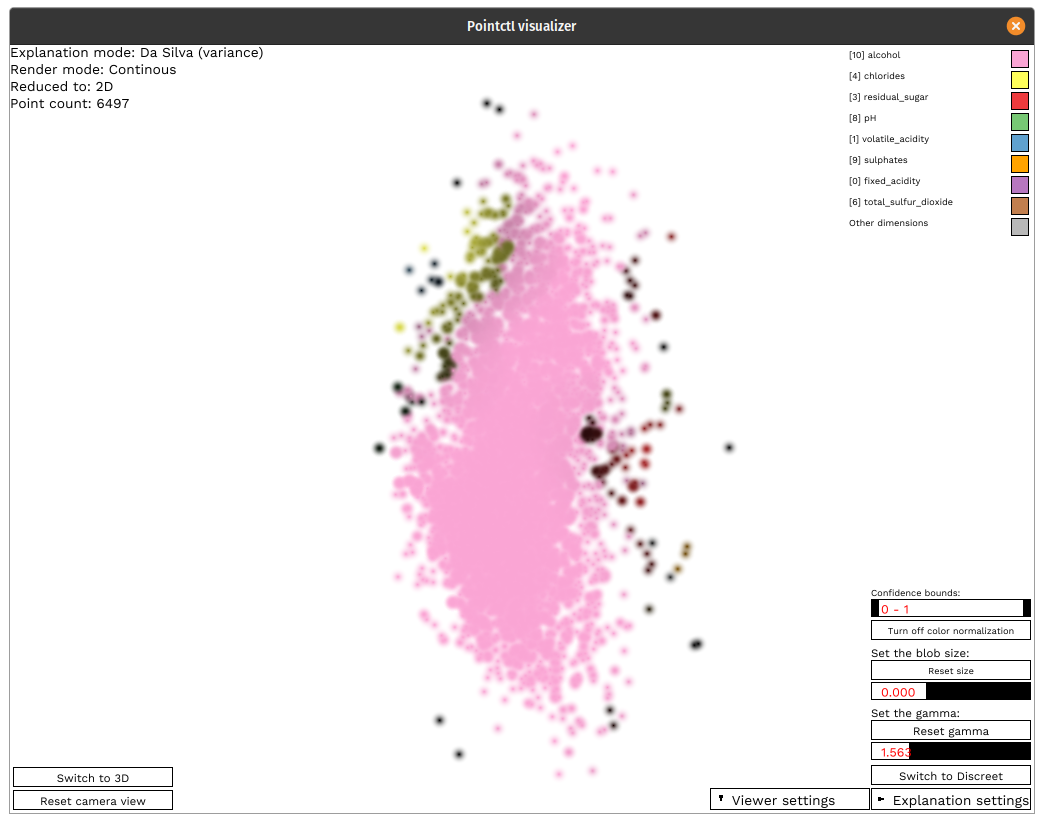 Pointctl visualizer
Explanation mode: Da Silva (variance)
Render mode: Continous
Reduced to: 2D
Point count: 6497
[10] alcohol
[4] chlorides
[3] residual_sugar
[8] pH
[1] volatile_acidity
[9] sulphates
[0] fixed_acidity
[6] total_sulfur_dioxide
Other dimensions
Confidence bounds:
0 - 1
Turn off color normalization
Set the blob size:
Reset size
0.000
Set the gamma:
Reset gamma
1.563
Switch to Discreet
Switch to 3D
Reset camera view
Viewer settings
Explanation settings